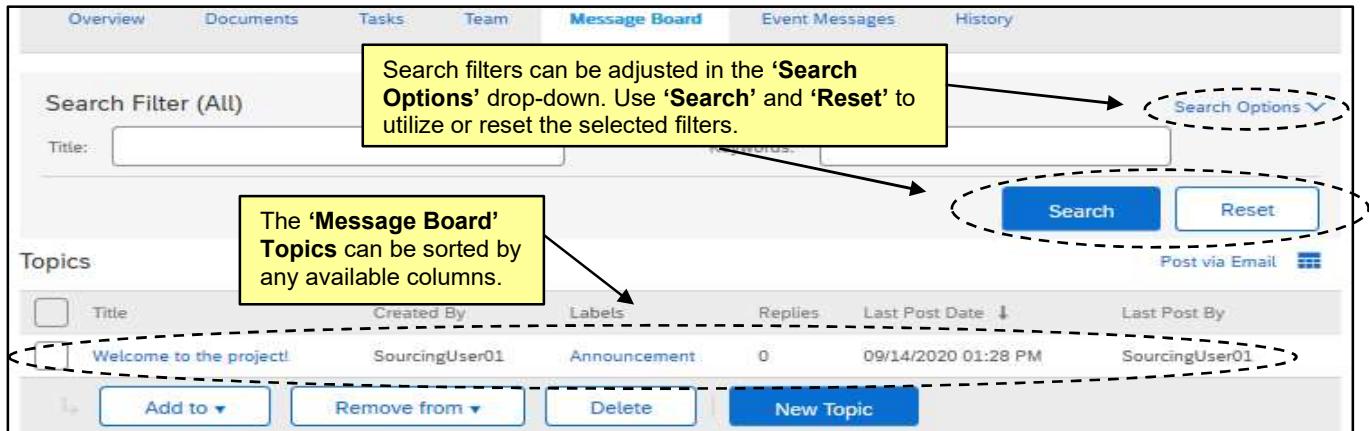 Overview Documents Tasks Team Message Board Event Messages History
Search filters can be adjusted in the ‘Search
Options’ drop-down. Use ‘Search’ and ‘Reset’ to
utilize or reset the selected filters.
Search Filter (All)
Search Options
Title:
Keywords:
Search Reset
The ‘Message Board’
Topics can be sorted by
any available columns.
Topics
Post via Email
Title Created By Labels Replies Last Post Date ↓ Last Post By
Welcome to the project! SourcingUser01 Announcement 0 09/14/2020 01:28 PM SourcingUser01
Add to ▾ Remove from ▾ Delete New Topic